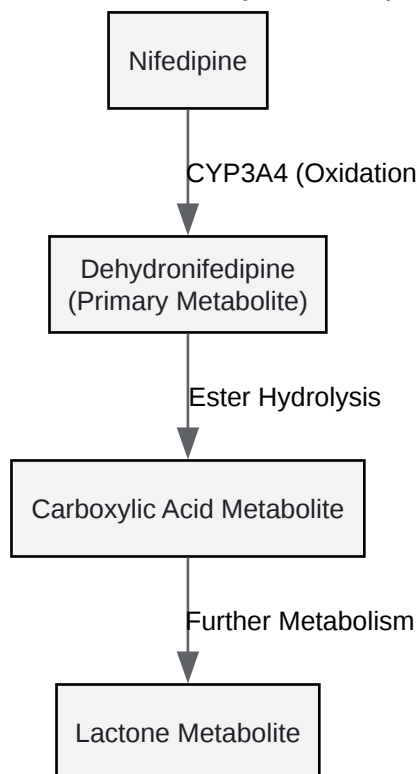 Nifedipine
CYP3A4 (Oxidation
Dehydronifedipine
(Primary Metabolite)
Ester Hydrolysis
Carboxylic Acid Metabolite
Further Metabolism
Lactone Metabolite